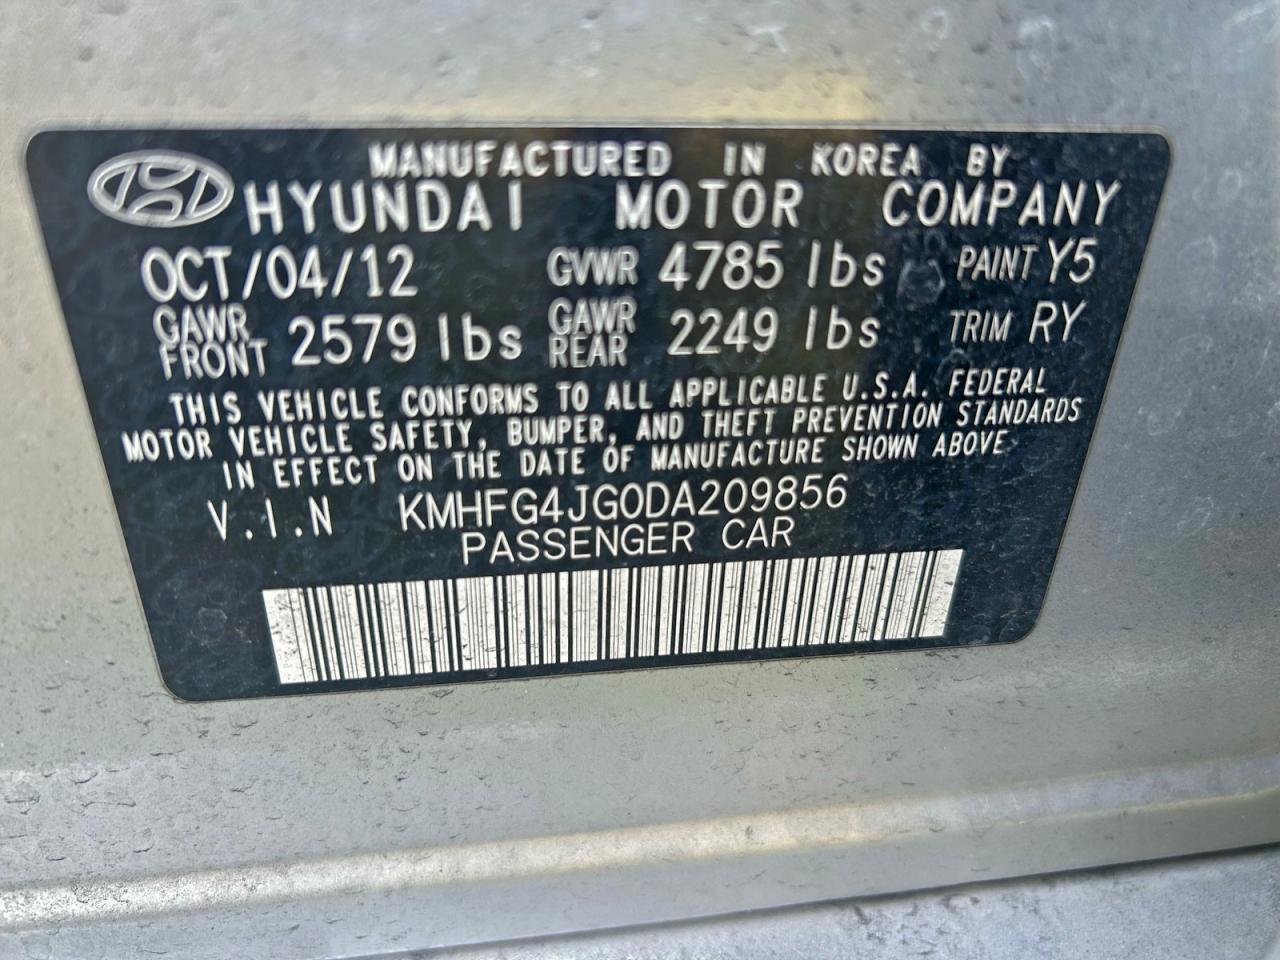 MANUFACTURED IN KOREA BY
HYUNDAI MOTOR COMPANY
OCT/04/12 GVWR 4785 lbs PAINT Y5
GAWR FRONT 2579 lbs GAWR REAR 2249 lbs TRIM RY
THIS VEHICLE CONFORMS TO ALL APPLICABLE U.S.A. FEDERAL
MOTOR VEHICLE SAFETY, BUMPER, AND THEFT PREVENTION STANDARDS
IN EFFECT ON THE DATE OF MANUFACTURE SHOWN ABOVE
V.I.N KMHFG4JG0DA209856
PASSENGER CAR